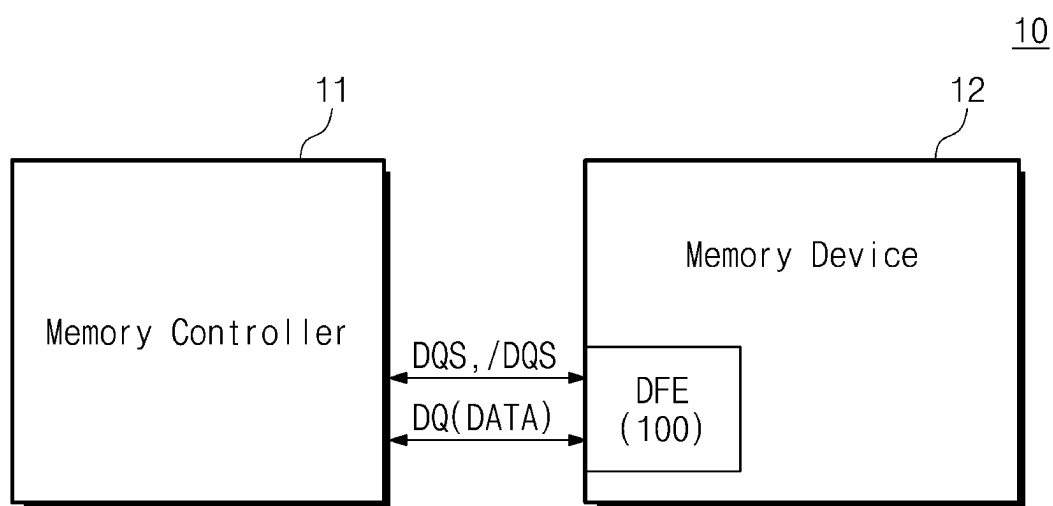 10
11
12
Memory Controller
Memory Device
DQS,/DQS
DQ(DATA)
DFE
(100)